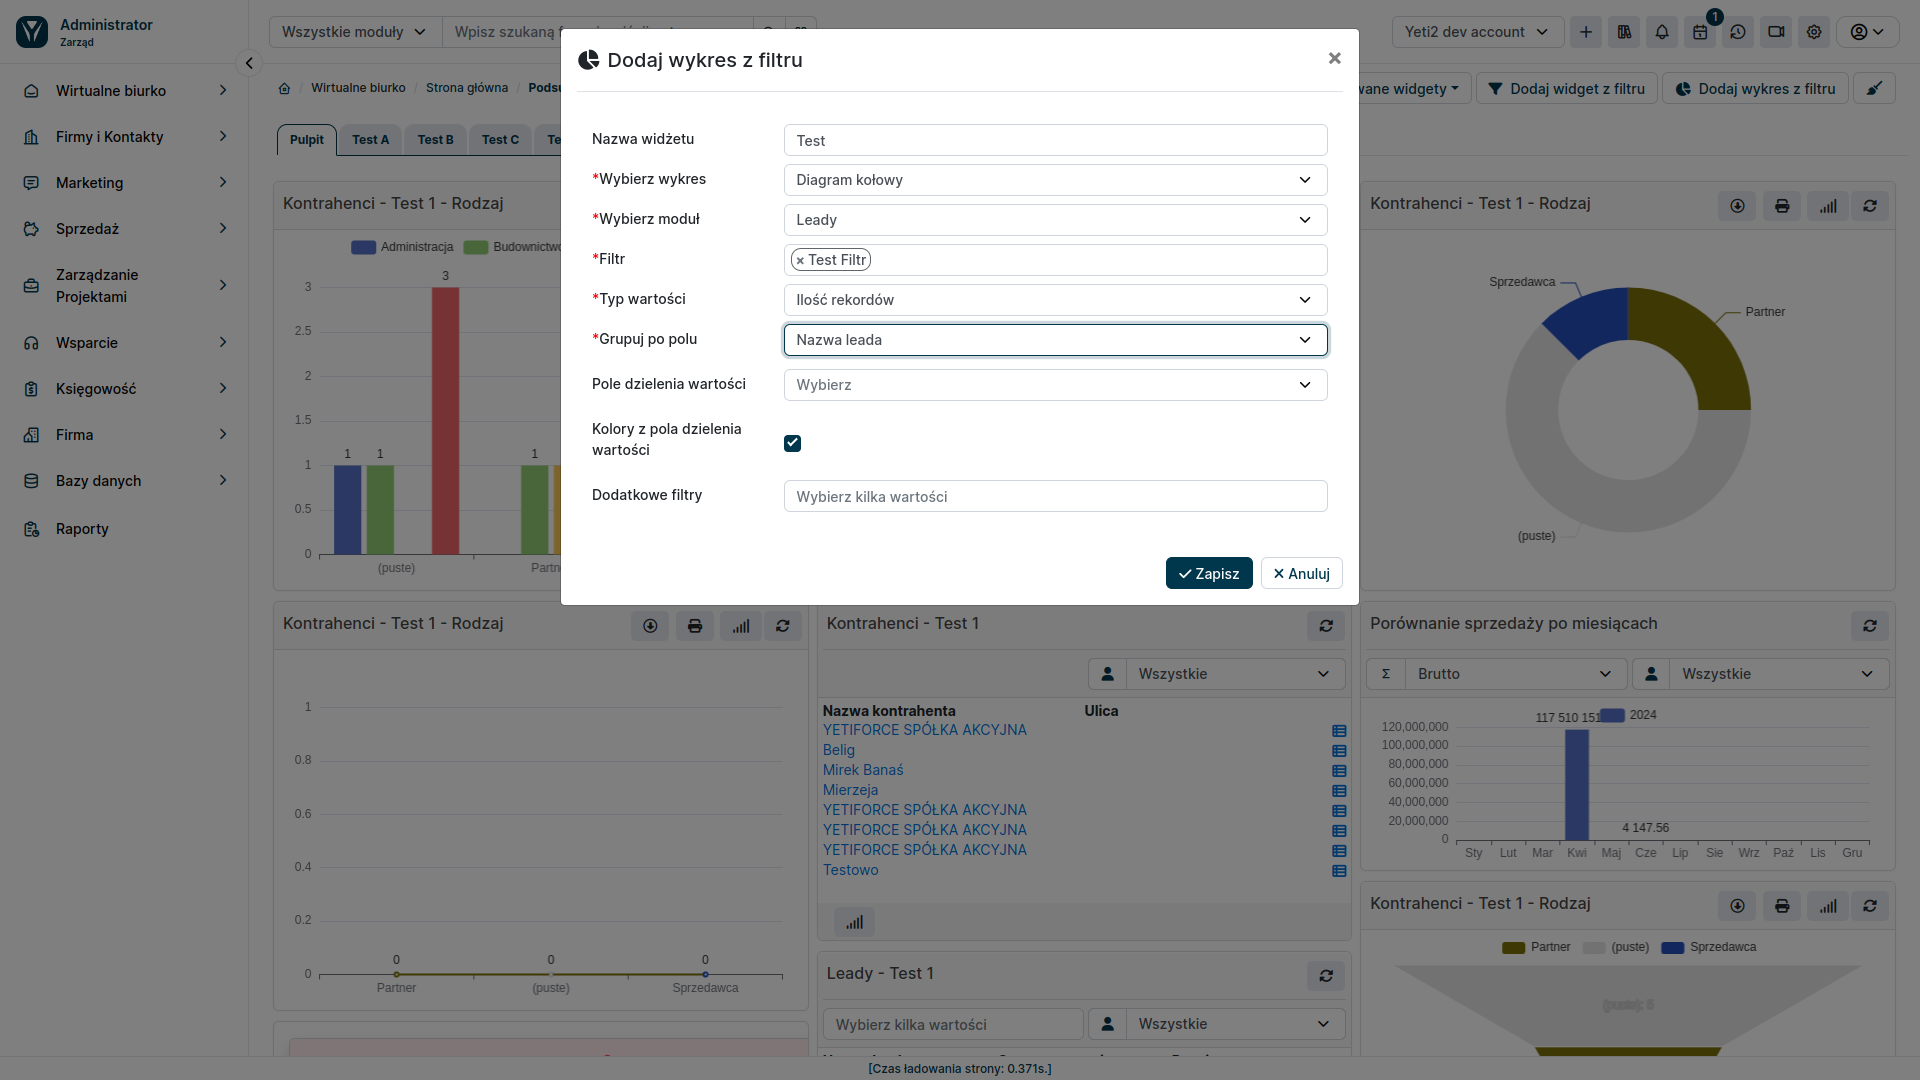 Administrator
Zarząd
Wszystkie moduły
Wpisz szukaną
Yeti2 dev account
1
Wirtualne biurko
Firmy i Kontakty
Marketing
Sprzedaż
Zarządzanie
Projektami
Wsparcie
Księgowość
Firma
Bazy danych
Raporty
/ Wirtualne biurko / Strona główna / Podsu
wane widgety
Dodaj widget z filtru
Dodaj wykres z filtru
Pulpit
Test A
Test B
Test C
Te
Dodaj wykres z filtru
×
Nazwa widżetu
Test
*Wybierz wykres
Diagram kołowy
*Wybierz moduł
Leady
*Filtr
× Test Filtr
*Typ wartości
Ilość rekordów
*Grupuj po polu
Nazwa leada
Pole dzielenia wartości
Wybierz
Kolory z pola dzielenia
wartości
Dodatkowe filtry
Wybierz kilka wartości
Zapisz
Anuluj
Kontrahenci - Test 1 - Rodzaj
Administracja
Budownictwo
3
3
2.5
2
1.5
1
0.5
0
1
1
1
(puste)
Partn
Kontrahenci - Test 1 - Rodzaj
Sprzedawca
Partner
(puste)
Kontrahenci - Test 1 - Rodzaj
1
0.8
0.6
0.4
0.2
0
0
0
0
Partner
(puste)
Sprzedawca
Kontrahenci - Test 1
Wszystkie
Nazwa kontrahenta
Ulica
YETIFORCE SPÓŁKA AKCYJNA
Belig
Mirek Banaś
Mierzeja
YETIFORCE SPÓŁKA AKCYJNA
YETIFORCE SPÓŁKA AKCYJNA
YETIFORCE SPÓŁKA AKCYJNA
Testowo
Leady - Test 1
Wybierz kilka wartości
Wszystkie
Porównanie sprzedaży po miesiącach
Σ
Brutto
Wszystkie
117 510 151
2024
120,000,000
100,000,000
80,000,000
60,000,000
40,000,000
20,000,000
0
4 147.56
Sty Lut Mar Kwi Maj Cze Lip Sie Wrz Paź Lis Gru
Kontrahenci - Test 1 - Rodzaj
Partner
(puste)
Sprzedawca
(puste): 5
[Czas ładowania strony: 0.371s.]